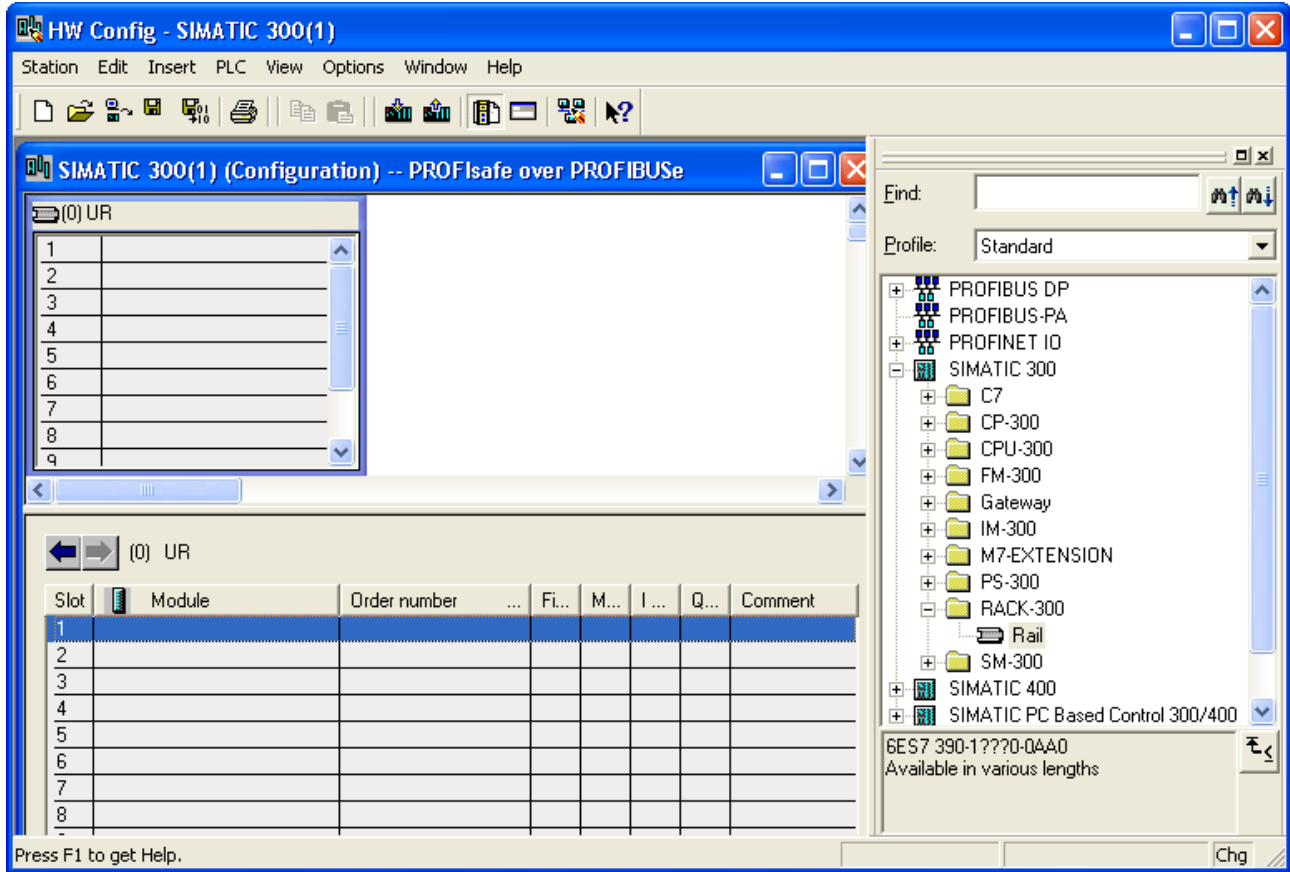 HW Config - SIMATIC 300(1)
Station Edit Insert PLC View Options Window Help
SIMATIC 300(1) (Configuration) -- PROFIsafe over PROFIBUSe
(0) UR
1
2
3
4
5
6
7
8
9
(0) UR
Slot Module Order number ... Fi... M... I ... Q... Comment
1
2
3
4
5
6
7
8
Find:
Profile: Standard
PROFIBUS DP
PROFIBUS-PA
PROFINET IO
SIMATIC 300
C7
CP-300
CPU-300
FM-300
Gateway
IM-300
M7-EXTENSION
PS-300
RACK-300
Rail
SM-300
SIMATIC 400
SIMATIC PC Based Control 300/400
6ES7 390-1???0-0AA0
Available in various lengths
Press F1 to get Help.
Chg